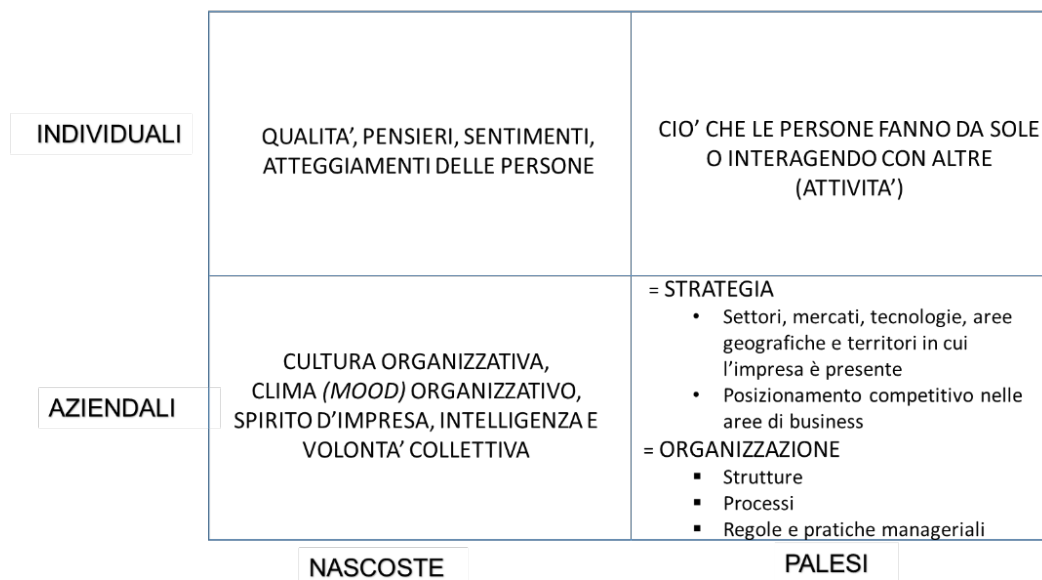 INDIVIDUALI
QUALITA’, PENSIERI, SENTIMENTI,
ATTEGGIAMENTI DELLE PERSONE
CIO’ CHE LE PERSONE FANNO DA SOLE
O INTERAGENDO CON ALTRE
(ATTIVITA’)
AZIENDALI
CULTURA ORGANIZZATIVA,
CLIMA (MOOD) ORGANIZZATIVO,
SPIRITO D’IMPRESA, INTELLIGENZA E
VOLONTA’ COLLETTIVA
= STRATEGIA
• Settori, mercati, tecnologie, aree
geografiche e territori in cui
l’impresa è presente
• Posizionamento competitivo nelle
aree di business
= ORGANIZZAZIONE
▪ Strutture
▪ Processi
▪ Regole e pratiche manageriali
NASCOSTE
PALESI